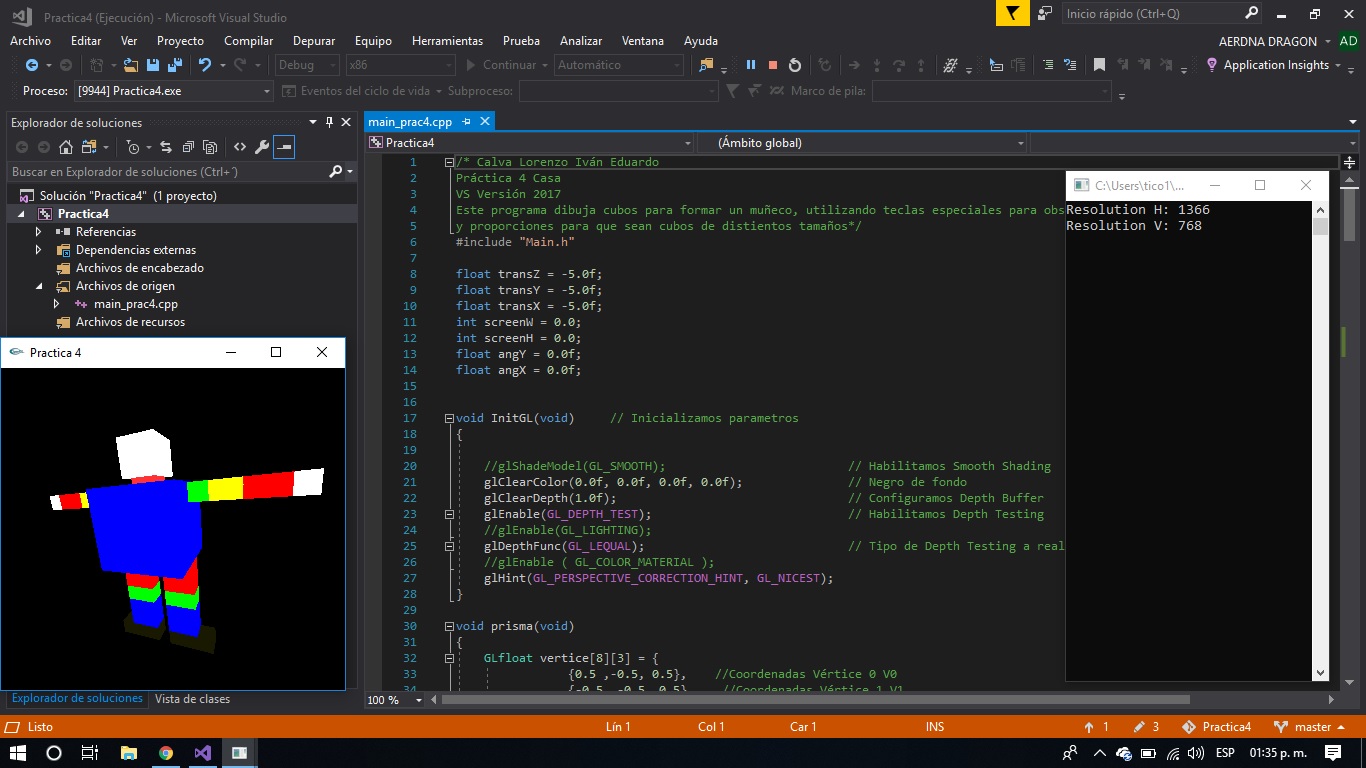 Practica4 (Ejecución) - Microsoft Visual Studio
Inicio rápido (Ctrl+Q)
Archivo Editar Ver Proyecto Compilar Depurar Equipo Herramientas Prueba Analizar Ventana Ayuda
AERDNA DRAGON AD
Debug x86 Continuar Automático Application Insights
Proceso: [9944] Practica4.exe Eventos del ciclo de vida Subproceso: Marco de pila:
Explorador de soluciones
Buscar en Explorador de soluciones (Ctrl+´)
Solución "Practica4" (1 proyecto)
Practica4
Referencias
Dependencias externas
Archivos de encabezado
Archivos de origen
main_prac4.cpp
Archivos de recursos
Practica 4
Explorador de soluciones Vista de clases
main_prac4.cpp
Practica4 (Ámbito global)
1 /* Calva Lorenzo Iván Eduardo
2 Práctica 4 Casa
3 VS Versión 2017
4 Este programa dibuja cubos para formar un muñeco, utilizando teclas especiales para obs
5 y proporciones para que sean cubos de distientos tamaños*/
6 #include "Main.h"
7
8 float transZ = -5.0f;
9 float transY = -5.0f;
10 float transX = -5.0f;
11 int screenW = 0.0;
12 int screenH = 0.0;
13 float angY = 0.0f;
14 float angX = 0.0f;
15
16
17 void InitGL(void) // Inicializamos parametros
18 {
19
20 //glShadeModel(GL_SMOOTH); // Habilitamos Smooth Shading
21 glClearColor(0.0f, 0.0f, 0.0f, 0.0f); // Negro de fondo
22 glClearDepth(1.0f); // Configuramos Depth Buffer
23 glEnable(GL_DEPTH_TEST); // Habilitamos Depth Testing
24 //glEnable(GL_LIGHTING);
25 glDepthFunc(GL_LEQUAL); // Tipo de Depth Testing a real
26 //glEnable ( GL_COLOR_MATERIAL );
27 glHint(GL_PERSPECTIVE_CORRECTION_HINT, GL_NICEST);
28 }
29
30 void prisma(void)
31 {
32 GLfloat vertice[8][3] = {
33 {0.5 ,-0.5, 0.5}, //Coordenadas Vértice 0 V0
34 {-0.5, -0.5, 0.5}, //Coordenadas Vértice 1 V1
100 %
C:\Users\tico1\...
Resolution H: 1366
Resolution V: 768
Listo Lín 1 Col 1 Car 1 INS 1 3 Practica4 master
ESP 01:35 p. m.